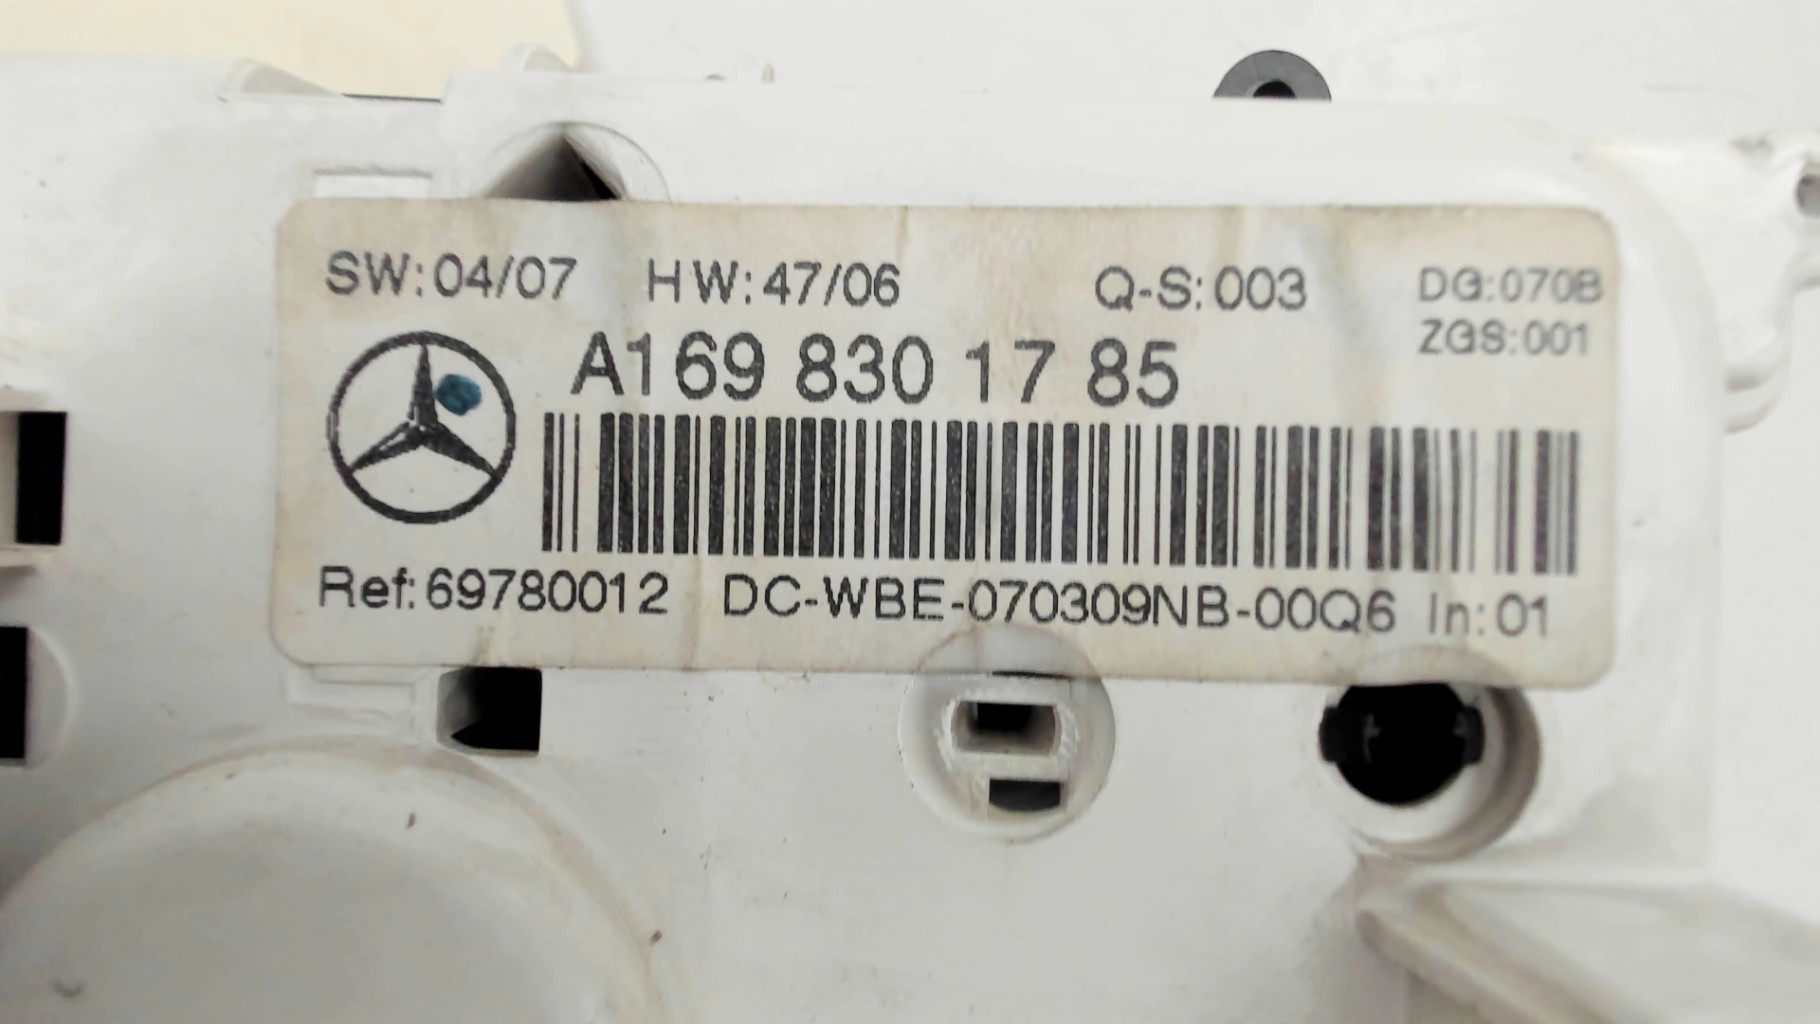 SW:04/07 HW:47/06 Q-S:003 DG:070B
ZGS:001
A169 830 17 85
Ref:69780012 DC-WBE-070309NB-00Q6 In:01